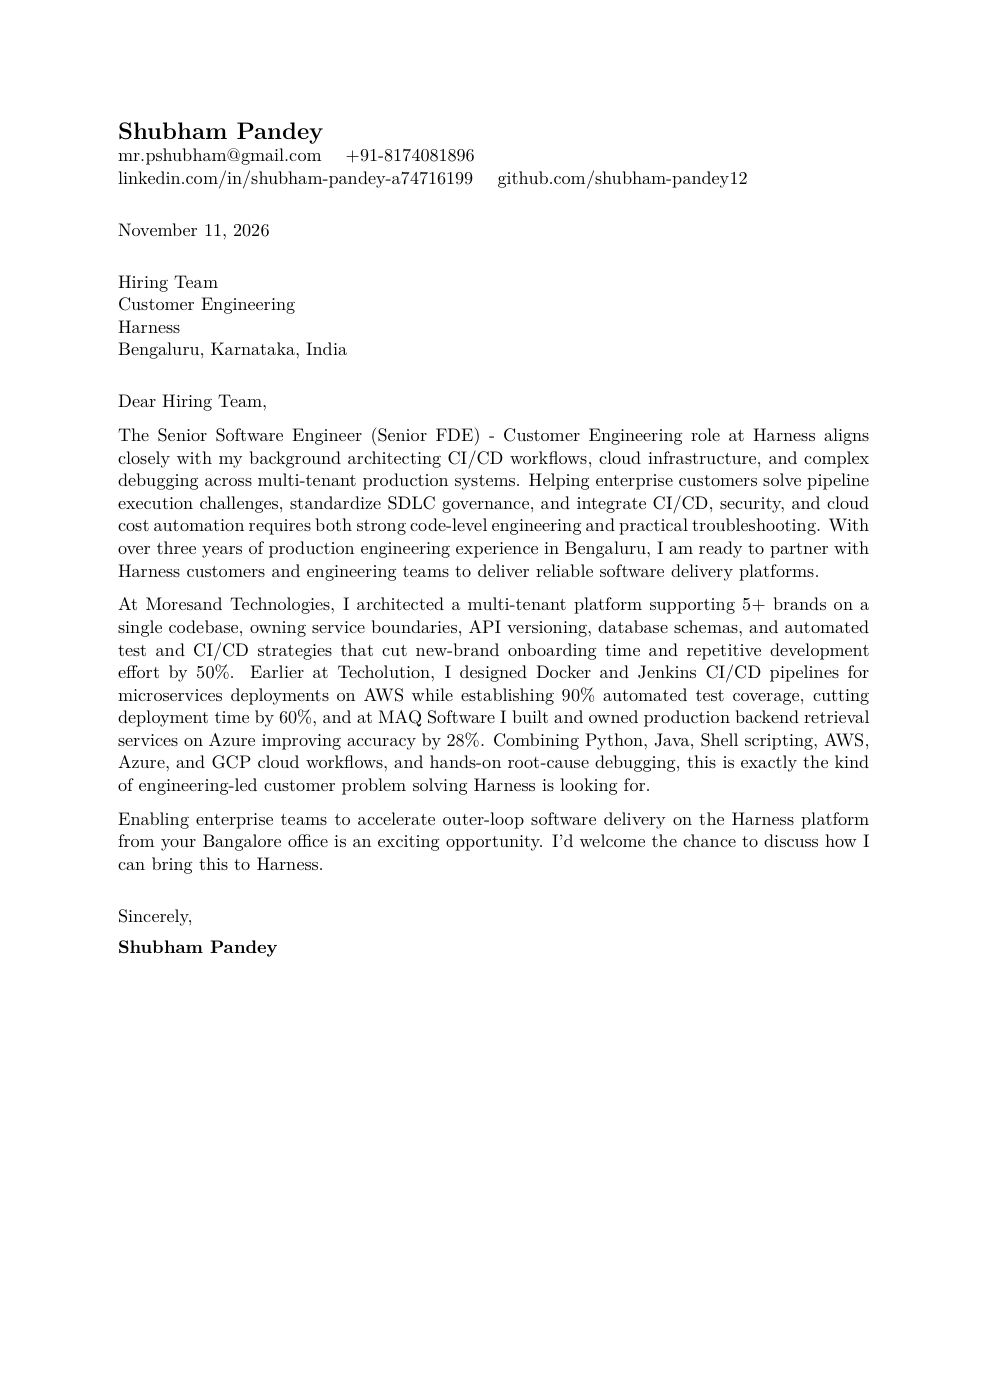 Shubham Pandey
mr.pshubham@gmail.com +91-8174081896
linkedin.com/in/shubham-pandey-a74716199 github.com/shubham-pandey12
November 11, 2026
Hiring Team
Customer Engineering
Harness
Bengaluru, Karnataka, India
Dear Hiring Team,
The Senior Software Engineer (Senior FDE) - Customer Engineering role at Harness aligns
closely with my background architecting CI/CD workflows, cloud infrastructure, and complex
debugging across multi-tenant production systems. Helping enterprise customers solve pipeline
execution challenges, standardize SDLC governance, and integrate CI/CD, security, and cloud
cost automation requires both strong code-level engineering and practical troubleshooting. With
over three years of production engineering experience in Bengaluru, I am ready to partner with
Harness customers and engineering teams to deliver reliable software delivery platforms.
At Moresand Technologies, I architected a multi-tenant platform supporting 5+ brands on a
single codebase, owning service boundaries, API versioning, database schemas, and automated
test and CI/CD strategies that cut new-brand onboarding time and repetitive development
effort by 50%. Earlier at Techolution, I designed Docker and Jenkins CI/CD pipelines for
microservices deployments on AWS while establishing 90% automated test coverage, cutting
deployment time by 60%, and at MAQ Software I built and owned production backend retrieval
services on Azure improving accuracy by 28%. Combining Python, Java, Shell scripting, AWS,
Azure, and GCP cloud workflows, and hands-on root-cause debugging, this is exactly the kind
of engineering-led customer problem solving Harness is looking for.
Enabling enterprise teams to accelerate outer-loop software delivery on the Harness platform
from your Bangalore office is an exciting opportunity. I'd welcome the chance to discuss how I
can bring this to Harness.
Sincerely,
Shubham Pandey